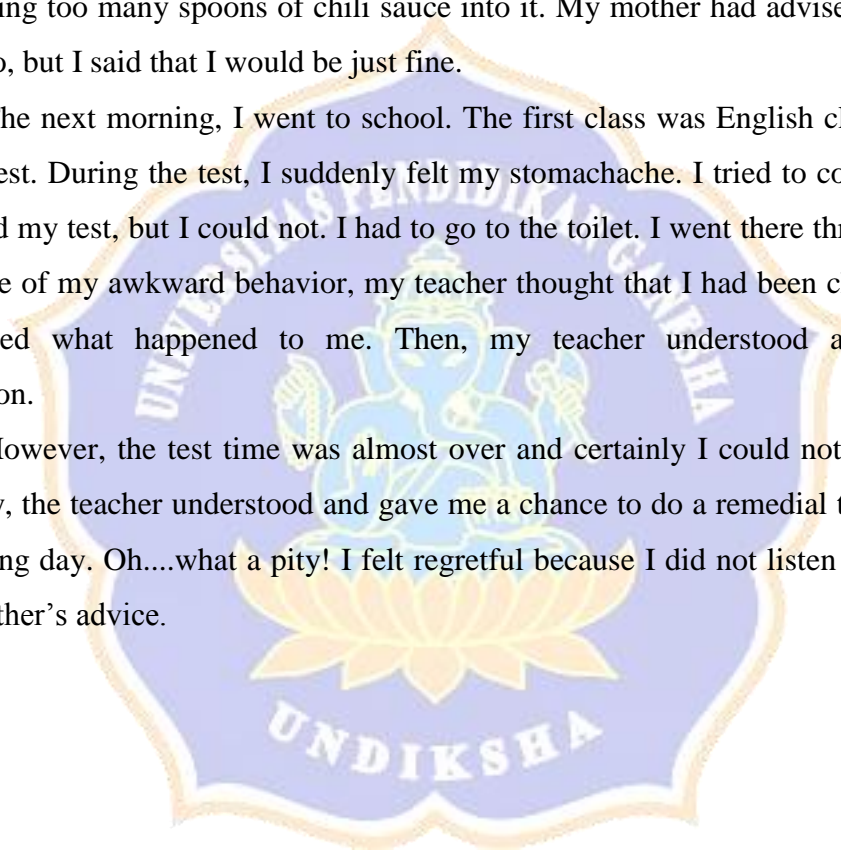 ing too many spoons of chili sauce into it. My mother had advise
o, but I said that I would be just fine.
he next morning, I went to school. The first class was English cl
est. During the test, I suddenly felt my stomachache. I tried to co
d my test, but I could not. I had to go to the toilet. I went there thr
e of my awkward behavior, my teacher thought that I had been c
ed what happened to me. Then, my teacher understood a
on.
However, the test time was almost over and certainly I could not
y, the teacher understood and gave me a chance to do a remedial t
ng day. Oh....what a pity! I felt regretful because I did not listen
ther’s advice.
UNIVERSITAS PENDIDIKAN GANESHA
UNDIKSHA